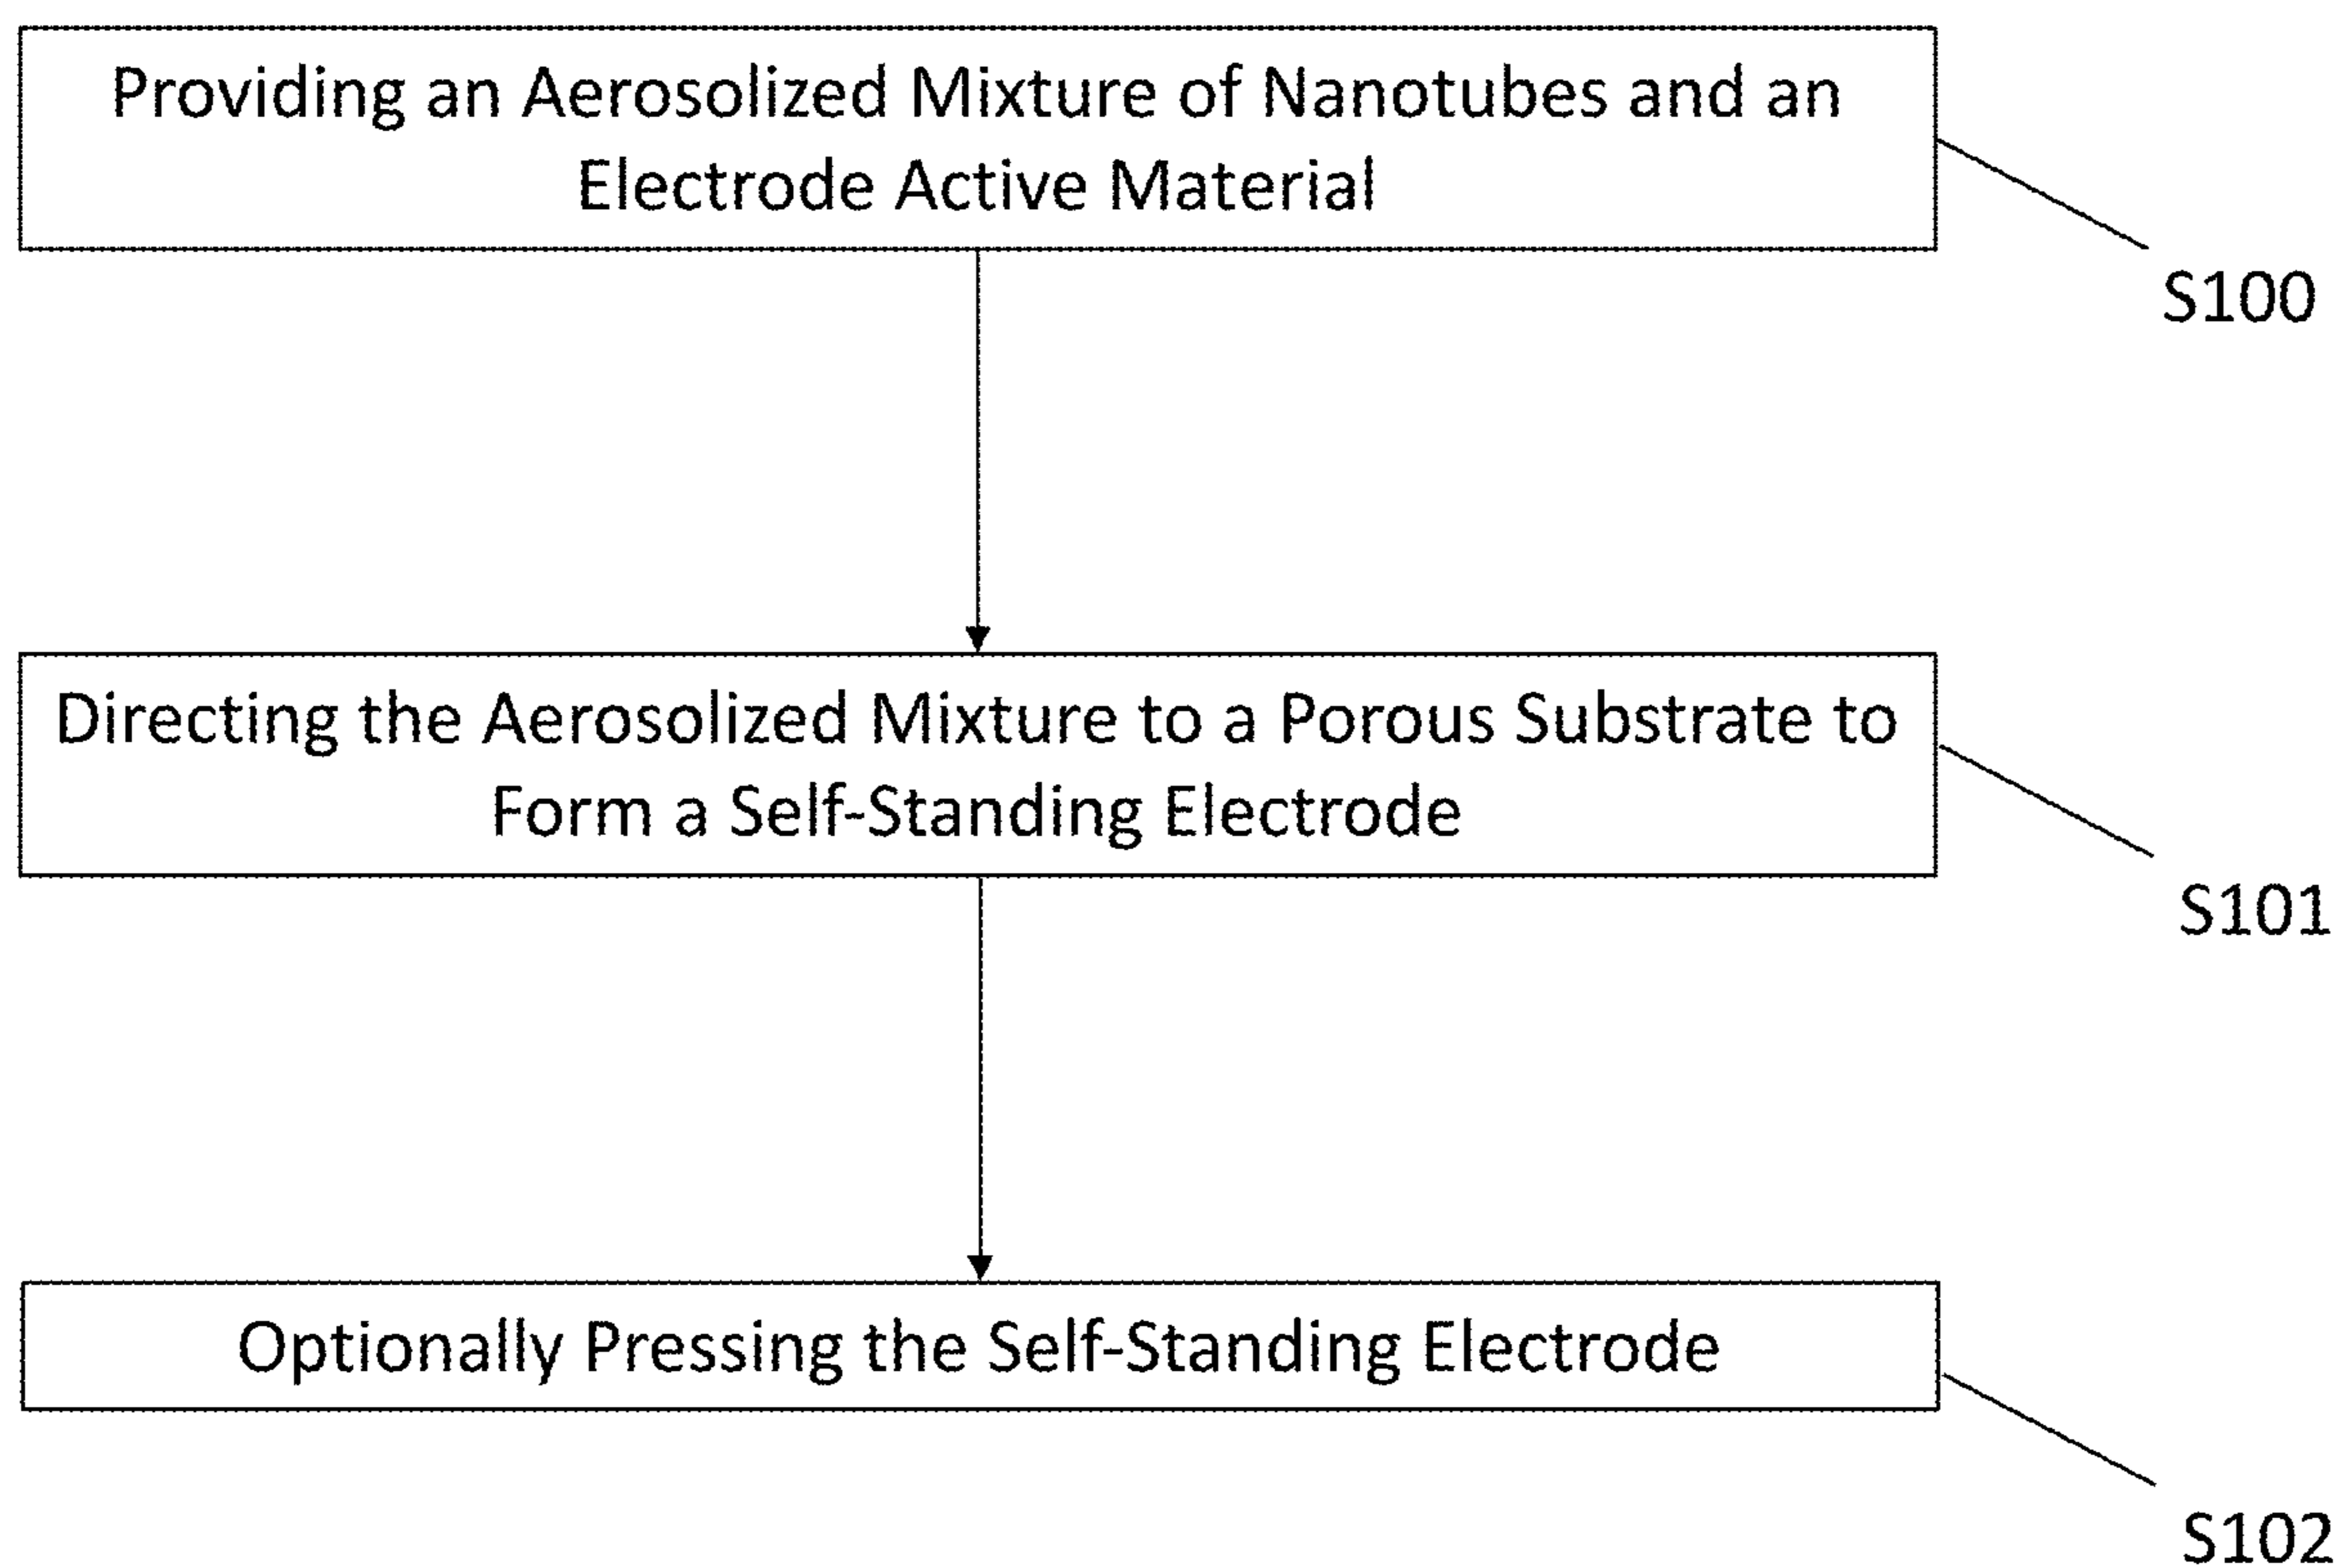 Providing an Aerosolized Mixture of Nanotubes and an
Electrode Active Material
S100
Directing the Aerosolized Mixture to a Porous Substrate to
Form a Self-Standing Electrode
S101
Optionally Pressing the Self-Standing Electrode
S102